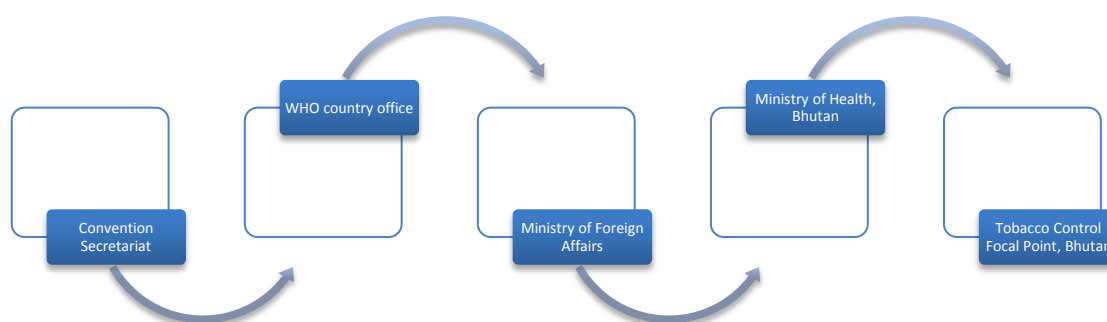 Convention
Secretariat
WHO country office
Ministry of Foreign
Affairs
Ministry of Health,
Bhutan
Tobacco Control
Focal Point, Bhutan